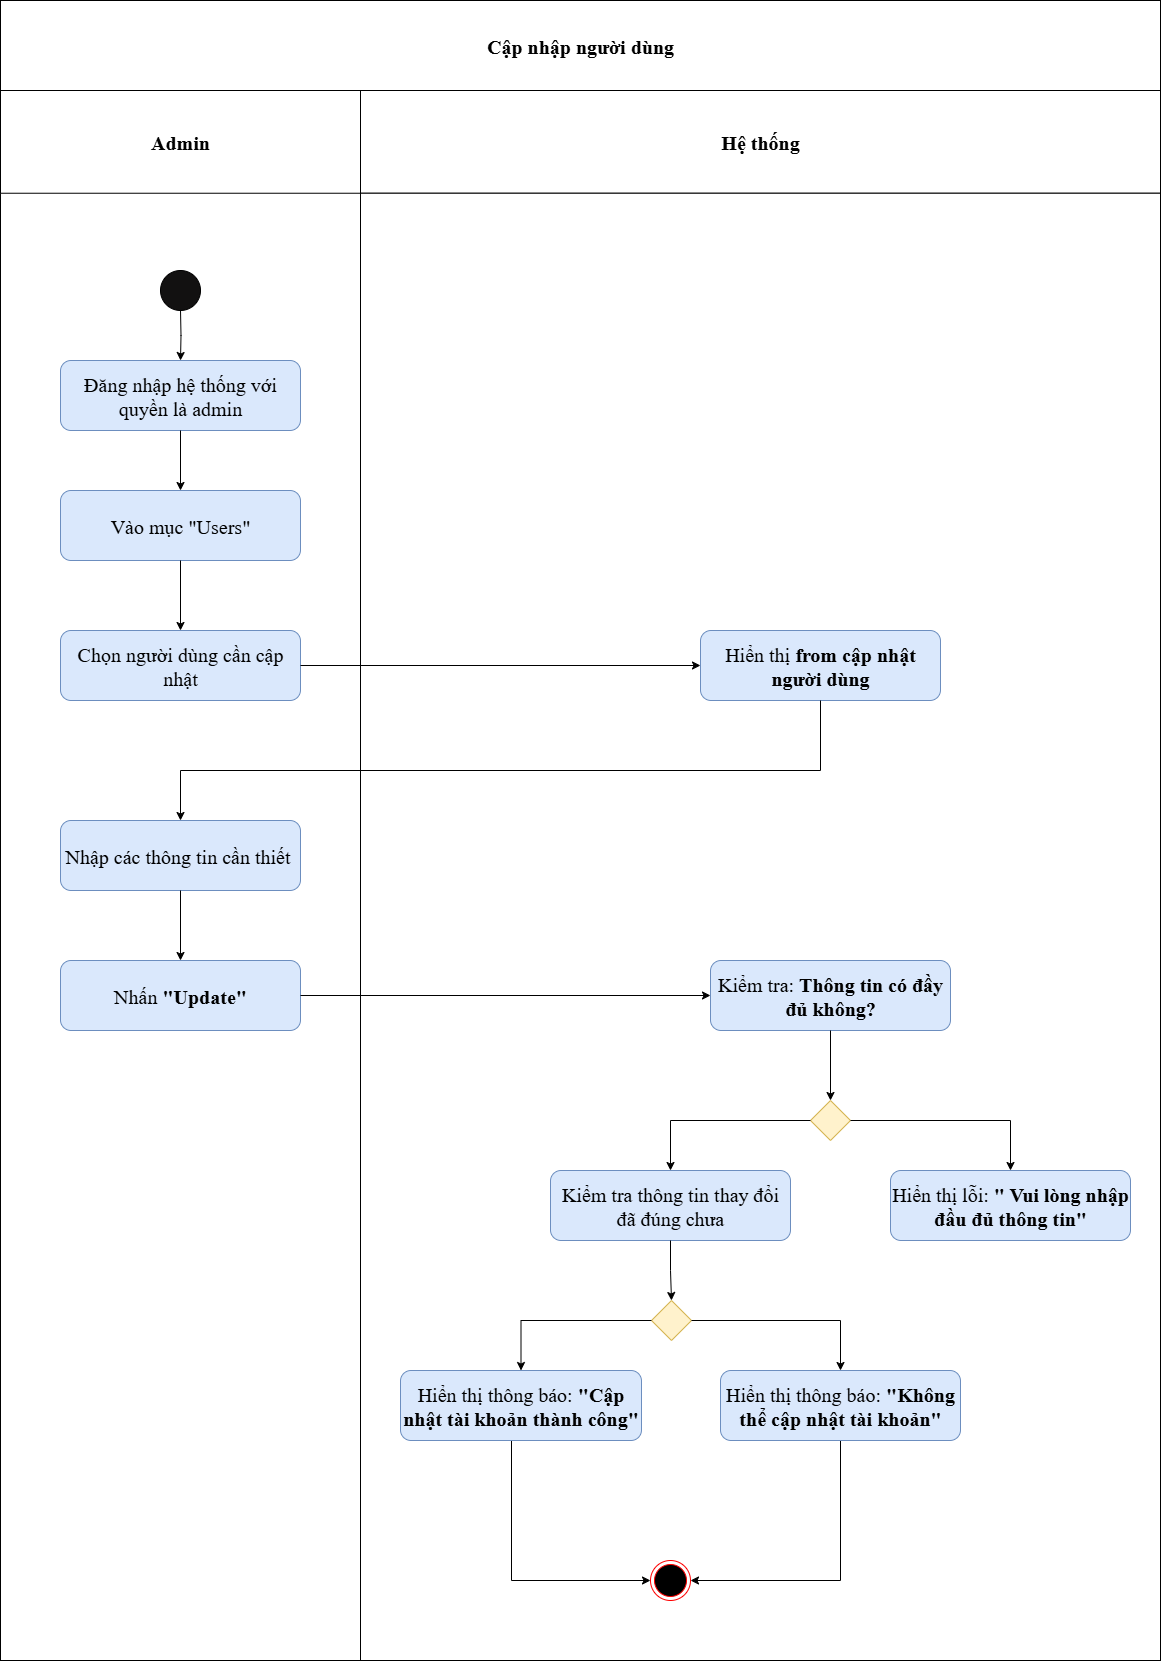 Cập nhập người dùng
Admin
Hệ thống
Đăng nhập hệ thống với
quyền là admin
Vào mục "Users"
Chọn người dùng cần cập
nhật
Hiển thị from cập nhật
người dùng
Nhập các thông tin cần thiết
Nhấn "Update"
Kiểm tra: Thông tin có đầy
đủ không?
Kiểm tra thông tin thay đổi
đã đúng chưa
Hiển thị lỗi: " Vui lòng nhập
đầu đủ thông tin"
Hiển thị thông báo: "Cập
nhật tài khoản thành công"
Hiển thị thông báo: "Không
thể cập nhật tài khoản"